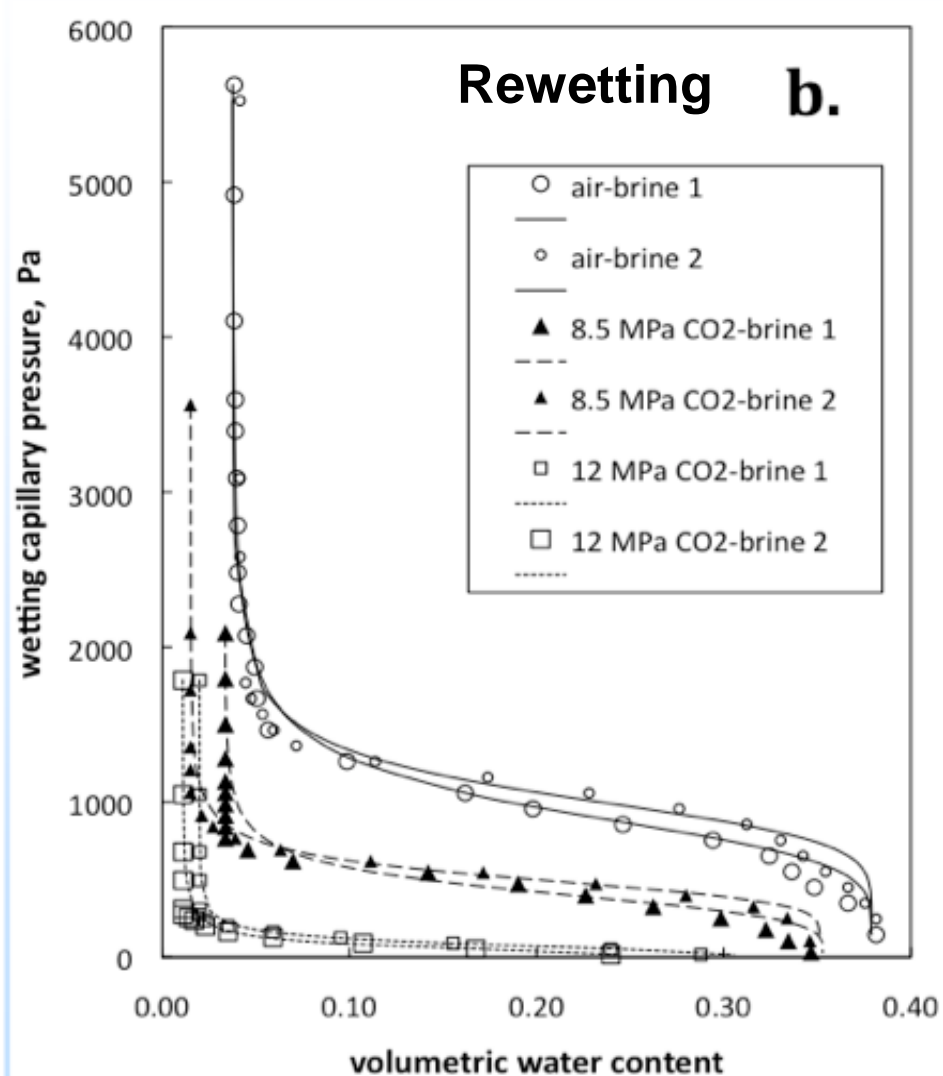 6000
Rewetting b.
5000
4000
3000
2000
1000
0
wetting capillary pressure, Pa
air-brine 1
air-brine 2
8.5 MPa CO2-brine 1
8.5 MPa CO2-brine 2
12 MPa CO2-brine 1
12 MPa CO2-brine 2
0.00 0.10 0.20 0.30 0.40
volumetric water content